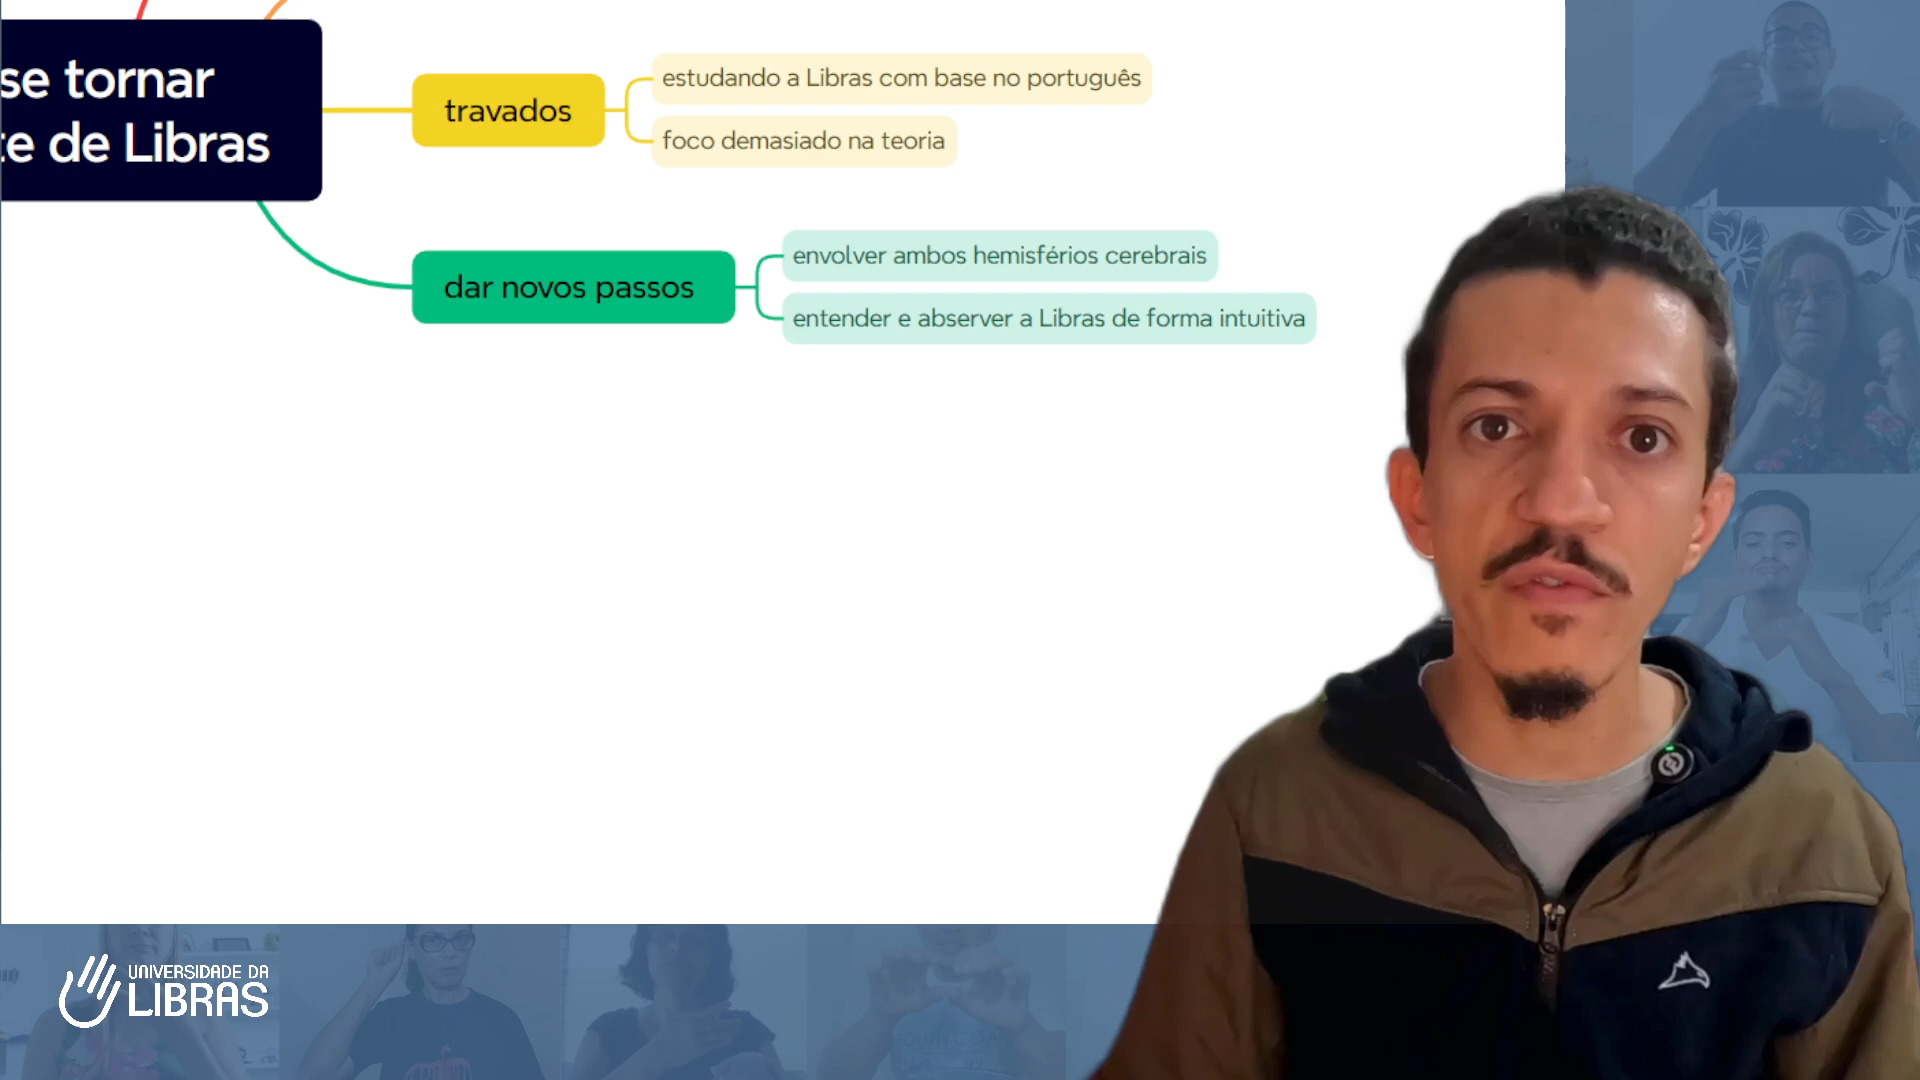 se tornar
te de Libras
travados
estudando a Libras com base no português
foco demasiado na teoria
dar novos passos
envolver ambos hemisférios cerebrais
entender e abserver a Libras de forma intuitiva
UNIVERSIDADE DA
LIBRAS